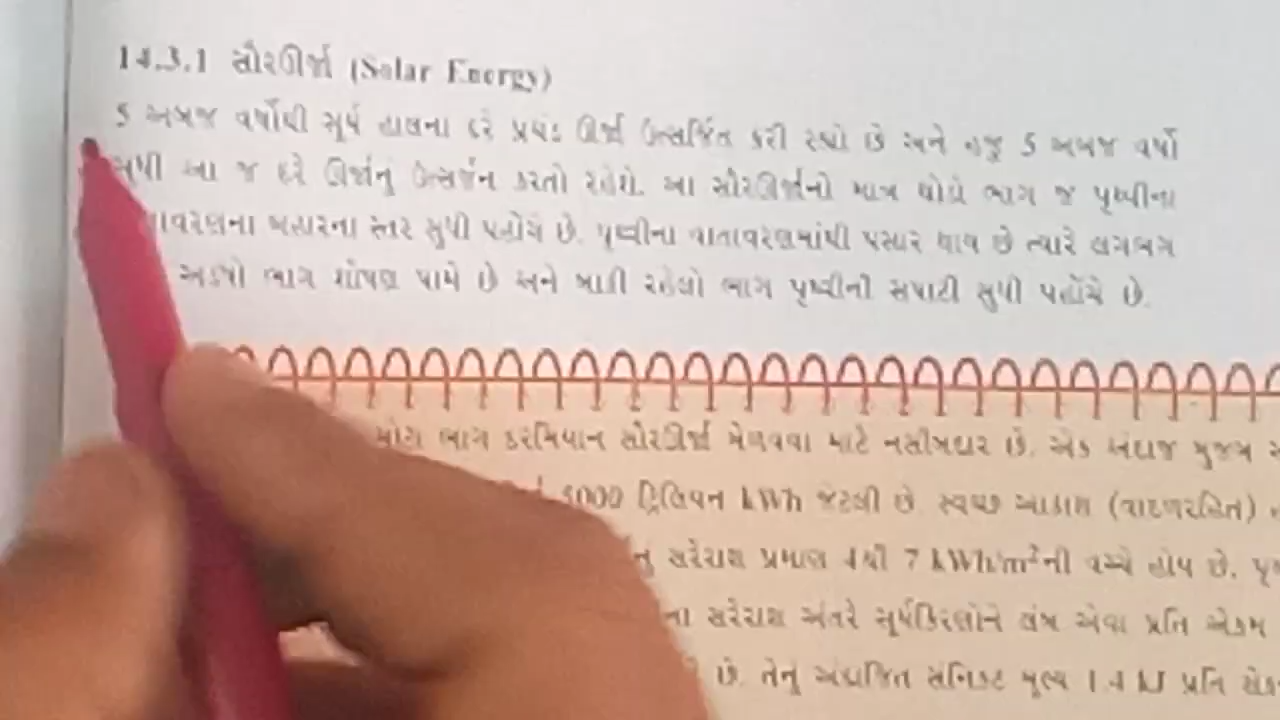 14.3.1 સૌરઊર્જા (Solar Energy)
5 અબજ વર્ષોથી સૂર્ય હાલના દરે પ્રચંડ ઊર્જા ઉત્સર્જિત કરી રહ્યો છે અને હજુ 5 અબજ વર્ષો
સુધી આ જ દરે ઊર્જાનું ઉત્સર્જન કરતો રહેશે. આ સૌરઊર્જાનો માત્ર થોડો ભાગ જ પૃથ્વીના
વાતાવરણના બહારના સ્તર સુધી પહોંચે છે. પૃથ્વીના વાતાવરણમાંથી પસાર થાય છે ત્યારે લગભગ
અડધો ભાગ શોષણ પામે છે અને બાકી રહેલો ભાગ પૃથ્વીની સપાટી સુધી પહોંચે છે.
ભાગ દરમિયાન સૌરઊર્જા મેળવવા માટે નસીબદાર છે. એક અંદાજ મુજબ
5000 ટ્રિલિયન kWh જેટલી છે. સ્વચ્છ આકાશ (વાદળરહિત)
સરેરાશ પ્રમાણ 4થી 7 kWh/m²ની વચ્ચે હોય છે.
સરેરાશ અંતરે સૂર્યકિરણોને લંબ એવા પ્રતિ એકમ
છે. તેનું અંદાજિત સંનિકટ મૂલ્ય 1.4 kJ પ્રતિ